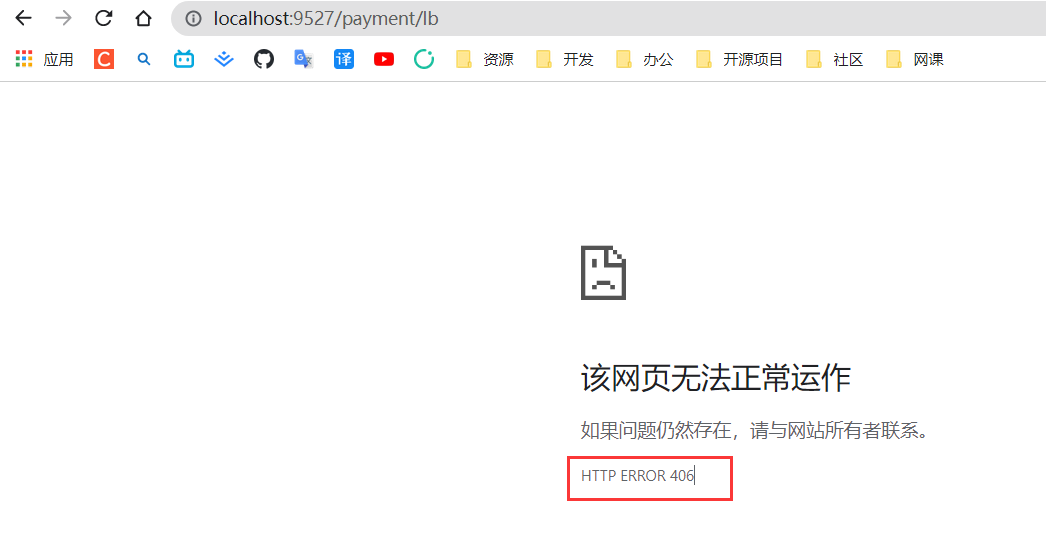 localhost:9527/payment/lb
应用 C G 译 资源 开发 办公 开源项目 社区 网课
该网页无法正常运作
如果问题仍然存在，请与网站所有者联系。
HTTP ERROR 406